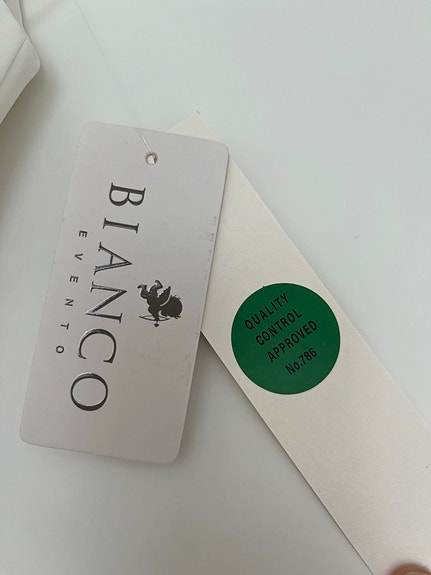 BIANCO
EVENTO
QUALITY
CONTROL
APPROVED
No.786